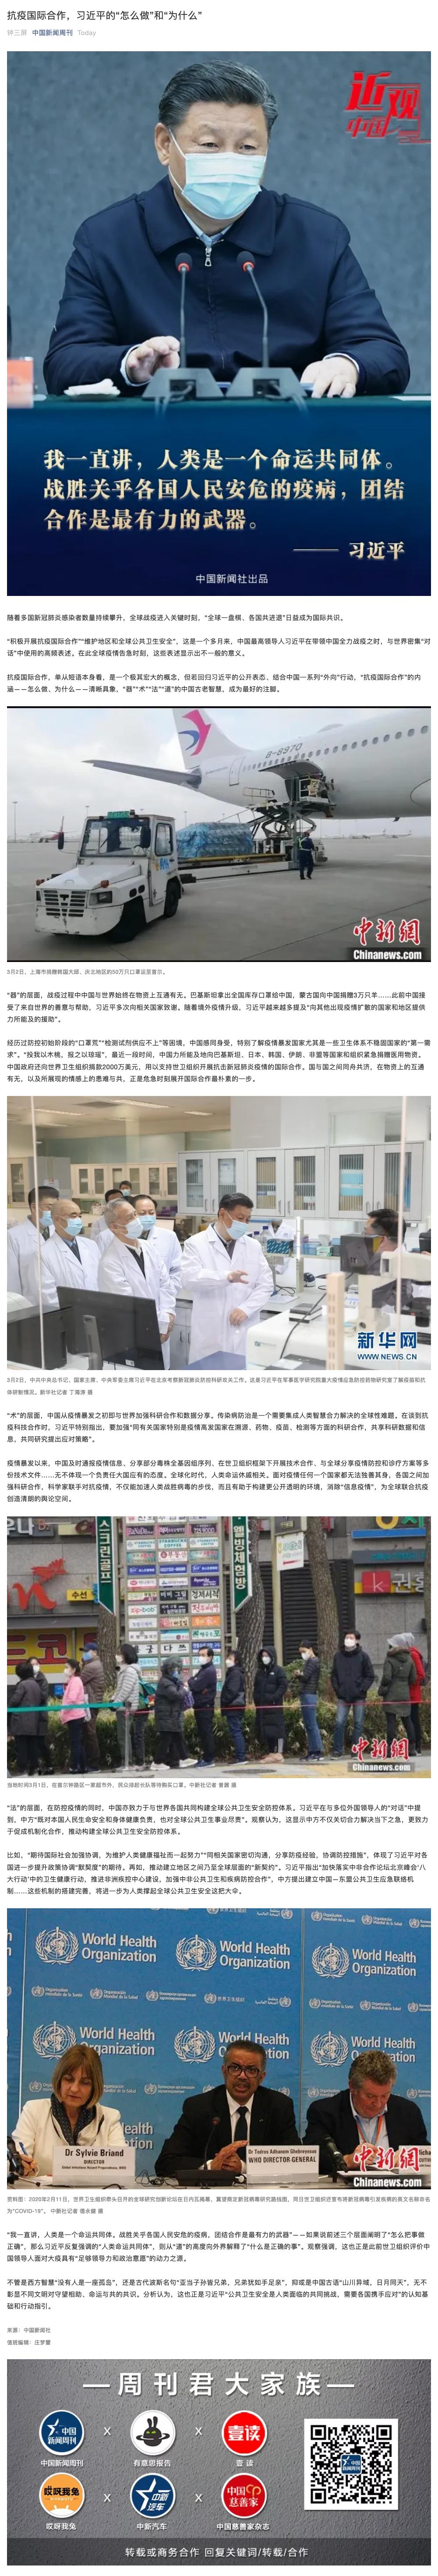 抗疫国际合作，习近平的“怎么做”和“为什么”
钟三屏 中国新闻周刊 Today
近观
中国
我一直讲，人类是一个命运共同体。
战胜关乎各国人民安危的疫病，团结
合作是最有力的武器。
—— 习近平
中国新闻社出品
随着多国新冠肺炎感染者数量持续攀升，全球战疫进入关键时刻，“全球一盘棋、各国共进退”日益成为国际共识。
“积极开展抗疫国际合作”“维护地区和全球公共卫生安全”，这是一个多月来，中国最高领导人习近平在带领中国全力战疫之时，与世界密集“对
话”中使用的高频表述。在此全球疫情告急时刻，这些表述显示出不一般的意义。
抗疫国际合作，单从短语本身看，是一个极其宏大的概念，但若回归习近平的公开表态、结合中国一系列“外向”行动，“抗疫国际合作”的内
涵——怎么做、为什么——清晰具象，“器”“术”“法”“道”的中国古老智慧，成为最好的注脚。
B-8970
中新網
Chinanews.com
3月2日，上海市捐赠韩国大邱、庆北地区的50万只口罩运至首尔。
“器”的层面，战疫过程中中国与世界始终在物资上互通有无。巴基斯坦拿出全国库存口罩给中国，蒙古国向中国捐赠3万只羊……此前中国接
受了来自世界的善意与帮助，习近平多次向相关国家致谢。随着境外疫情升级，习近平越来越多提及“向其他出现疫情扩散的国家和地区提供
力所能及的援助”。
经历过防控初始阶段的“口罩荒”“检测试剂供应不上”等困境，中国感同身受，特别了解疫情暴发国家尤其是一些卫生体系不稳固国家的“第一需
求”。“投我以木桃，报之以琼瑶”，最近一段时间，中国力所能及地向巴基斯坦、日本、韩国、伊朗、非盟等国家和组织紧急捐赠医用物资。
中国政府还向世界卫生组织捐款2000万美元，用以支持世卫组织开展抗击新冠肺炎疫情的国际合作。国与国之间同舟共济，在物资上的互通
有无，以及所展现的情感上的患难与共，正是危急时刻展开国际合作最朴素的一步。
新华网
WWW.NEWS.CN
3月2日，中共中央总书记、国家主席、中央军委主席习近平在北京考察新冠肺炎防控科研攻关工作。这是习近平在军事医学研究院重大疫情应急防控药物研究室了解疫苗和抗
体研制情况。新华社记者 丁海涛 摄
“术”的层面，中国从疫情暴发之初即与世界加强科研合作和数据分享。传染病防治是一个需要集成人类智慧合力解决的全球性难题。在谈到抗
疫科技合作时，习近平特别指出，要加强“同有关国家特别是疫情高发国家在溯源、药物、疫苗、检测等方面的科研合作，共享科研数据和信
息，共同研究提出应对策略”。
疫情暴发以来，中国及时通报疫情信息、分享部分毒株全基因组序列、在世卫组织框架下开展技术合作、与全球分享疫情防控和诊疗方案等多
份技术文件……无不体现一个负责任大国应有的态度。全球化时代，人类命运休戚相关。面对疫情任何一个国家都无法独善其身，各国之间加
强科研合作，科学家联手对抗疫情，不仅能加速人类战胜病毒的步伐，而且有助于构建更公开透明的环境，消除“信息疫情”，为全球联合抗疫
创造清朗的舆论空间。
스크린골프
웰빙체험방
수선
中新網
Chinanews.com
当地时间3月1日，在首尔钟路区一家超市外，民众排起长队等待购买口罩。中新社记者 曾鼐 摄
“法”的层面，在防控疫情的同时，中国亦致力于与世界各国共同构建全球公共卫生安全防控体系。习近平在与多位外国领导人的“对话”中提
到，中方“既对本国人民生命安全和身体健康负责，也对全球公共卫生事业尽责”。观察认为，这显示中方不仅关切合力解决当下之急，更致力
于促成机制化合作，推动构建全球公共卫生安全防控体系。
比如，“期待国际社会加强协调，为维护人类健康福祉而一起努力”“同相关国家密切沟通，分享防疫经验，协调防控措施”，体现了习近平对各
国进一步提升政策协调“默契度”的期待。再如，推动建立地区之间乃至全球层面的“新契约”。习近平指出“加快落实中非合作论坛北京峰会‘八
大行动’中的卫生健康行动，推进非洲疾控中心建设，加强中非公共卫生和疾病防控合作”，中方提出建立中国－东盟公共卫生应急联络机
制……这些机制的搭建完善，将进一步为人类撑起全球公共卫生安全这把大伞。
World Health
Organization
World Health
Organization
World Health
Organization
Dr Sylvie Briand
DIRECTOR
Dr Tedros Adhanom Ghebreyesus
WHO DIRECTOR-GENERAL
中新網
Chinanews.com
资料图：2020年2月11日，世界卫生组织牵头召开的全球研究创新论坛在日内瓦揭幕，冀望商定新冠病毒研究路线图，同日世卫组织还宣布将新冠病毒引发疾病的英文名称命名
为“COVID-19”。中新社记者 德永健 摄
“我一直讲，人类是一个命运共同体。战胜关乎各国人民安危的疫病，团结合作是最有力的武器”——如果说前述三个层面阐明了“怎么把事做
正确”，那么习近平反复强调的“人类命运共同体”，则从“道”的高度向外界解释了“什么是正确的事”。观察强调，这也正是此前世卫组织评价中
国领导人面对大疫具有“足够领导力和政治意愿”的动力之源。
不管是西方智慧“没有人是一座孤岛”，还是古代波斯名句“亚当子孙皆兄弟，兄弟犹如手足亲”，抑或是中国古语“山川异域，日月同天”，无不
彰显不同文明对守望相助、命运与共的共识。分析认为，这也正是习近平“公共卫生安全是人类面临的共同挑战，需要各国携手应对”的认知基
础和行动指引。
来源：中国新闻社
值班编辑：庄梦蕾
—周刊君大家族—
中国新闻周刊 X 有意思报告 X 壹读
哎呀我兔 X 中新汽车 X 中国慈善家杂志
转载或商务合作 回复关键词/转载/合作